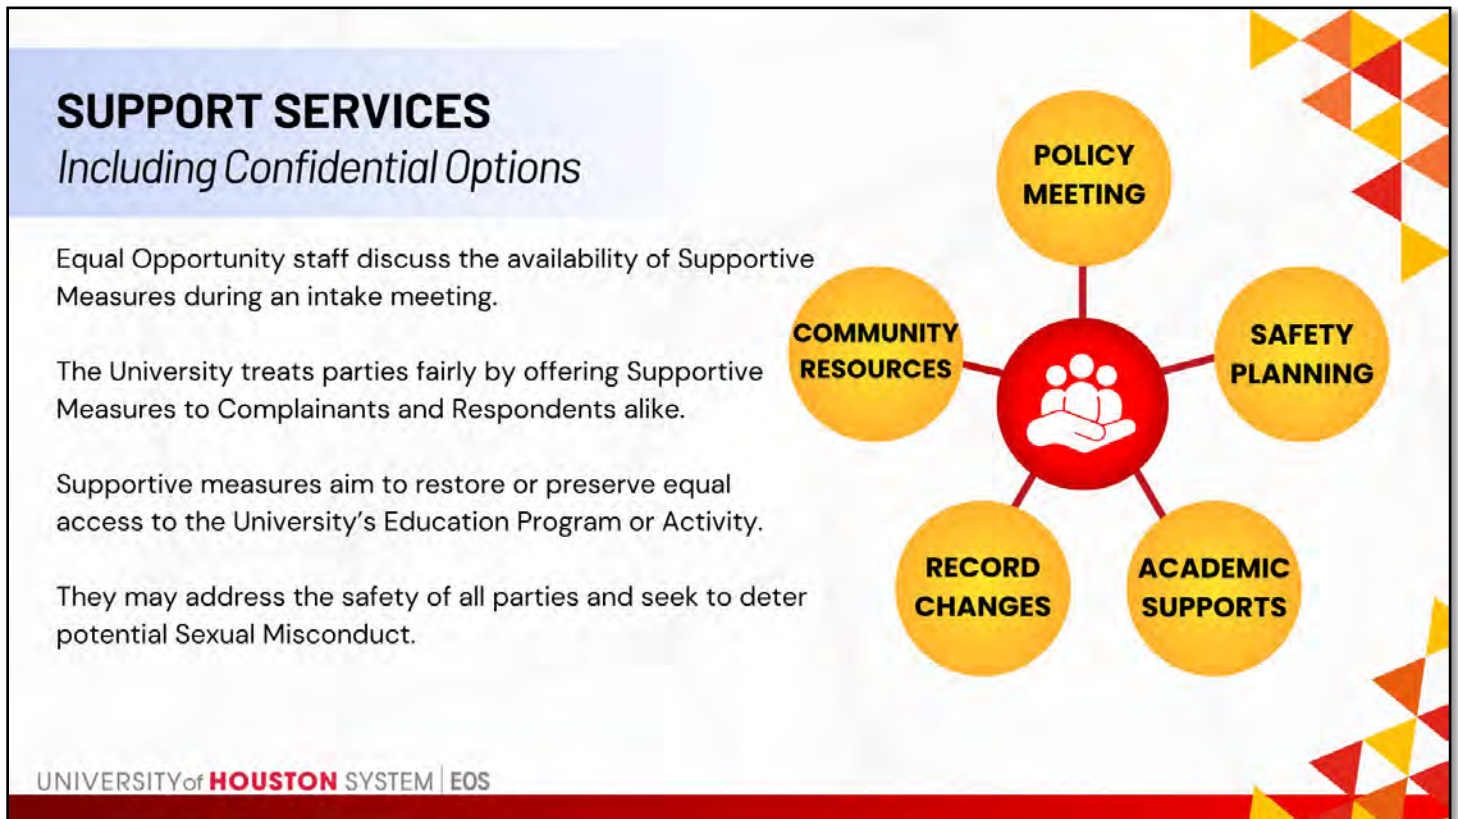 SUPPORT SERVICES
Including Confidential Options
Equal Opportunity staff discuss the availability of Supportive
Measures during an intake meeting.
The University treats parties fairly by offering Supportive
Measures to Complainants and Respondents alike.
Supportive measures aim to restore or preserve equal
access to the University's Education Program or Activity.
They may address the safety of all parties and seek to deter
potential Sexual Misconduct.
POLICY
MEETING
COMMUNITY
RESOURCES
SAFETY
PLANNING
RECORD
CHANGES
ACADEMIC
SUPPORTS
UNIVERSITY of HOUSTON SYSTEM | EOS